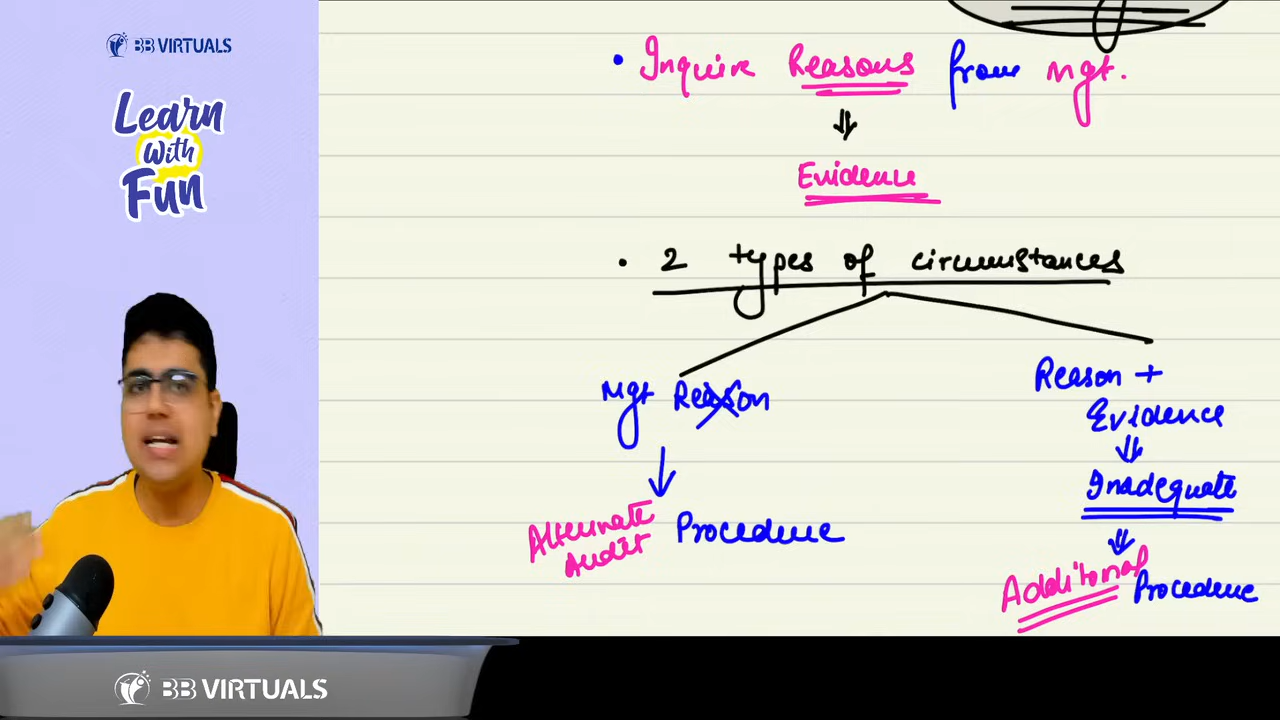 BB VIRTUALS
Learn
With
Fun
• Inquire Reasons from Mgt.
⇓
Evidence
• 2 types of circumstances
Mgt Reason
↓
Alternate
Audit
Procedure
Reason +
Evidence
⇓
Inadequate
⇓
Additonal Procedure
BB VIRTUALS